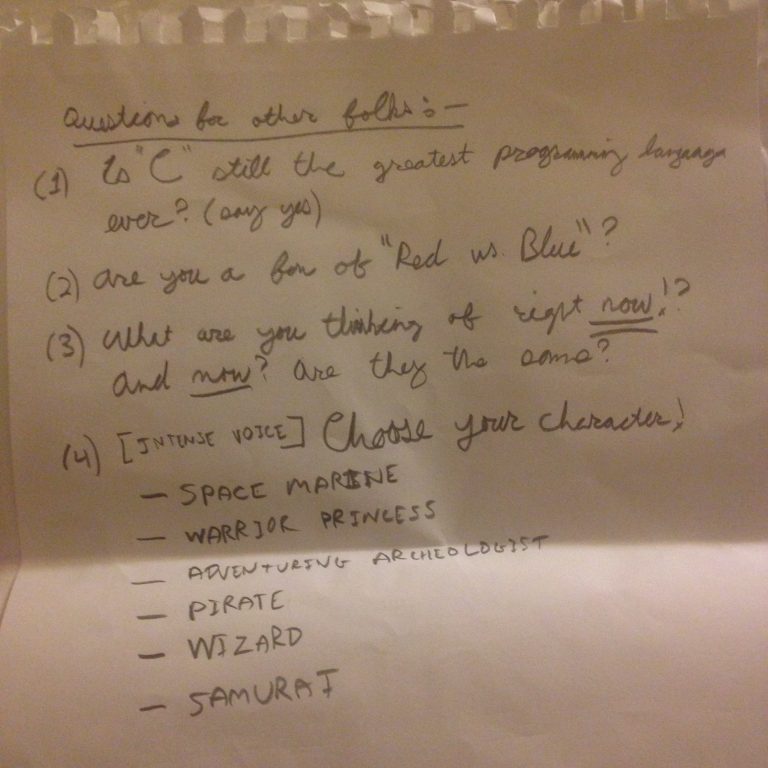 Questions for other folks:-
(1) Is "C" still the greatest programming language
ever? (say yes)
(2) Are you a fan of "Red vs. Blue"?
(3) What are you thinking of right now!?
And now? Are they the same?
(4) [INTENSE VOICE] Choose your character!
- SPACE MARINE
- WARRIOR PRINCESS
- ADVENTURING ARCHEOLOGIST
- PIRATE
- WIZARD
- SAMURAI